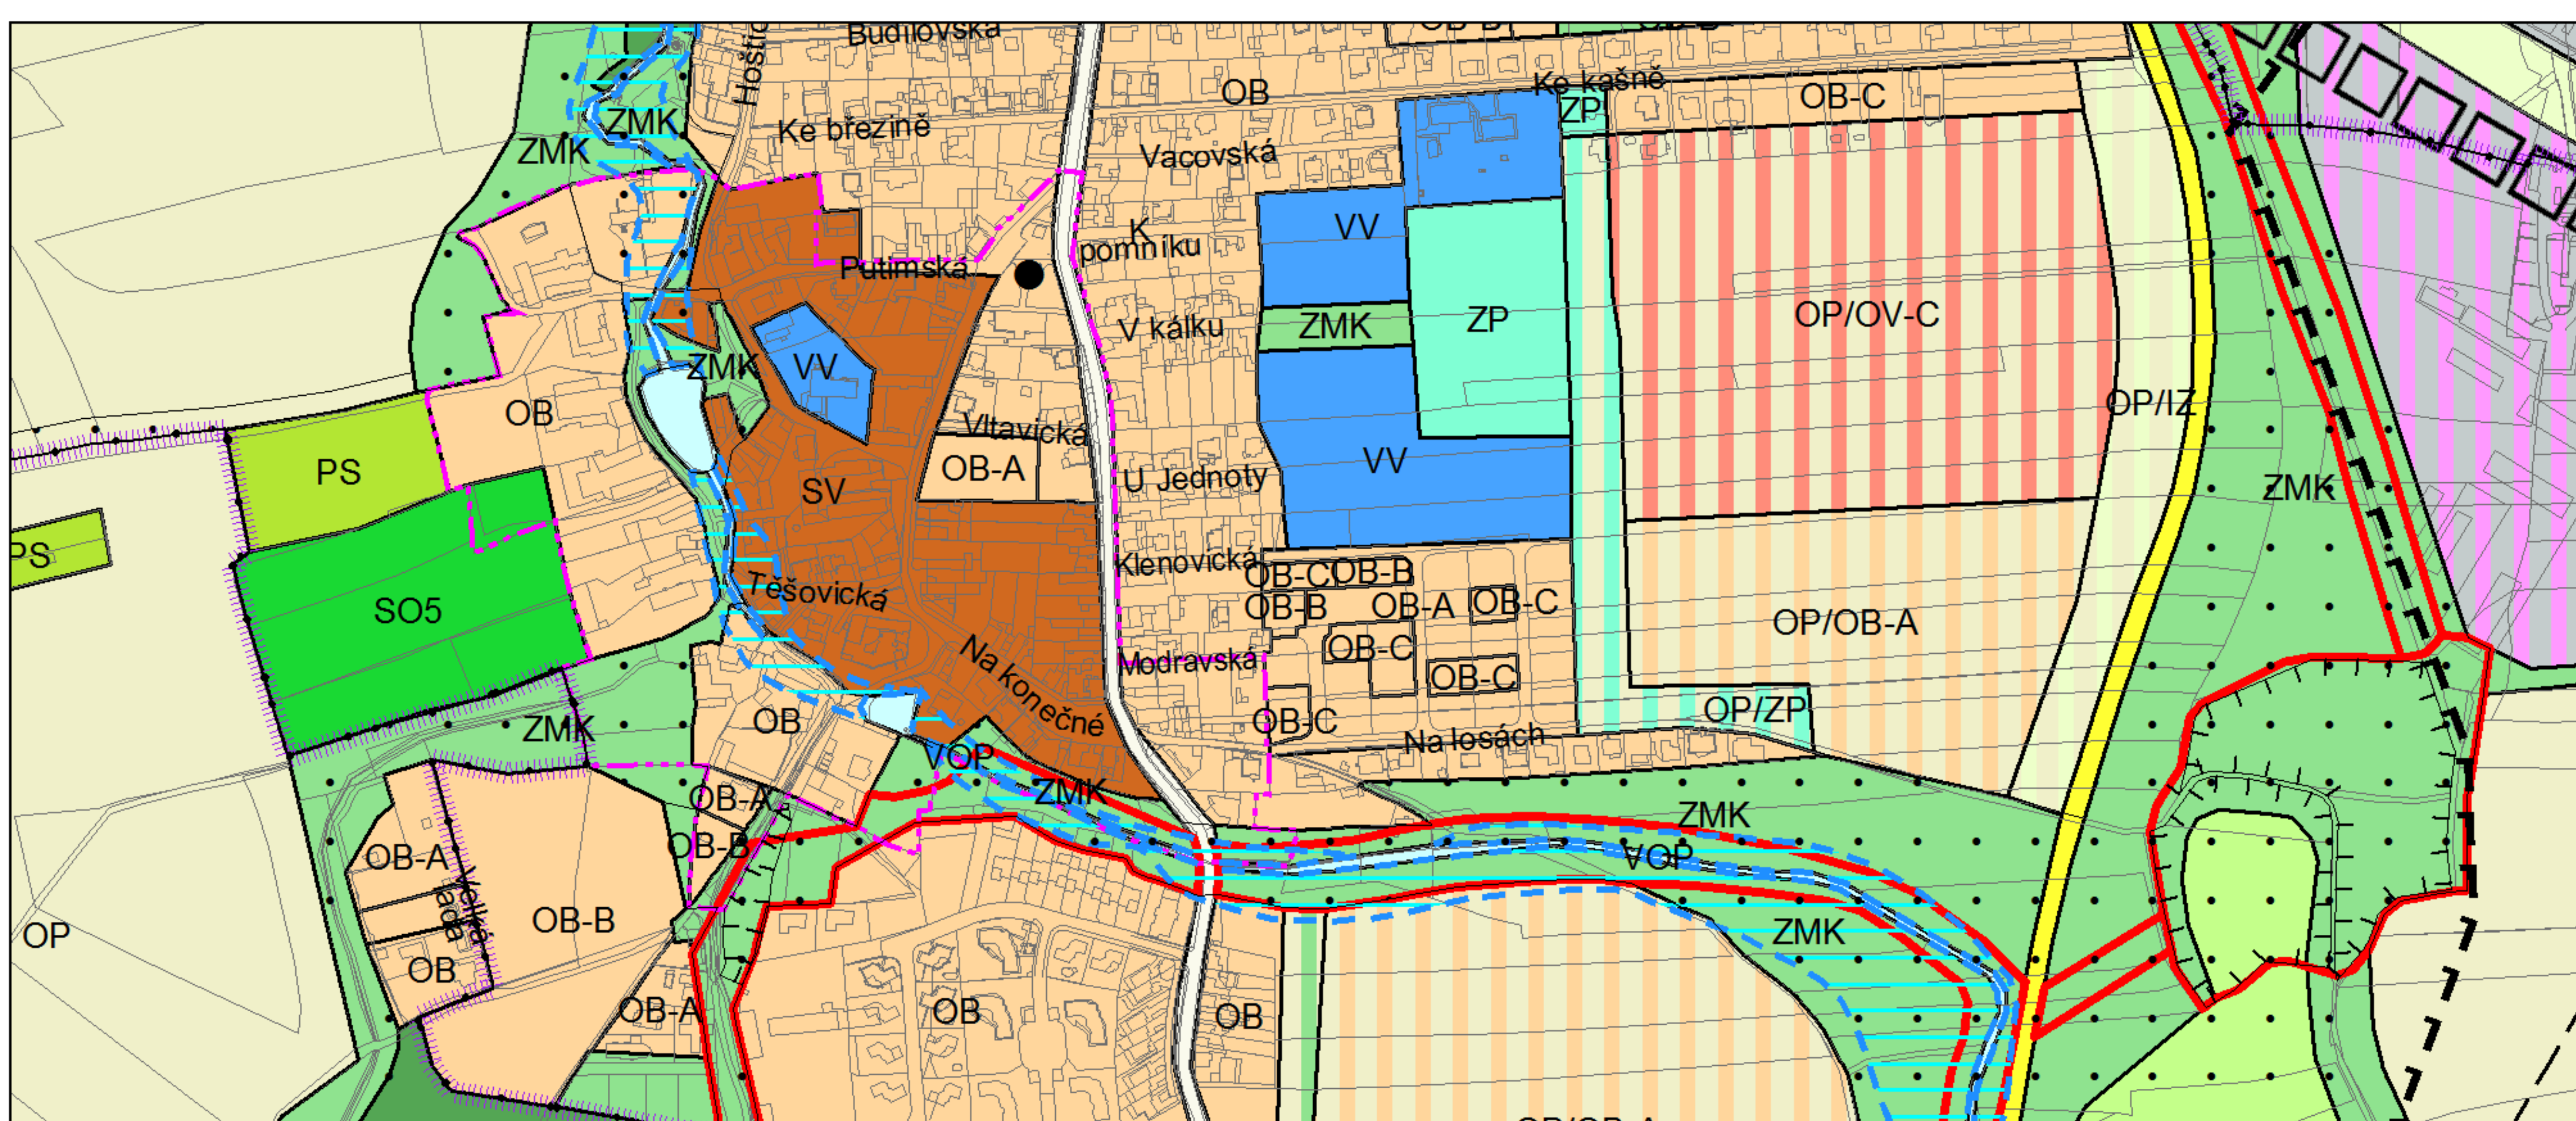 Budilovská
OB
Ke kašně
ZP
OB-C
ZMK
ZMK
Ke březině
Vacovská
VV
K
pomníku
Putimská
V kálku
ZMK
ZP
OP/OV-C
ZMK
VV
OP/IZ
OB
Vltavická
PS
OB-A
U Jednoty
VV
SV
ZMK
PS
Klenovická
OB-C
OB-B
Těšovická
SO5
OB-B
OB-A
OB-C
OP/OB-A
Na konečné
Modravská
OB-C
OB-C
ZMK
OB
OB-C
Na losách
OP/ZP
VOP
OB-A
ZMK
ZMK
OB-B
OB-A
VOP
Velká
lada
OB-B
OP
ZMK
OB
OB-A
OB
OB